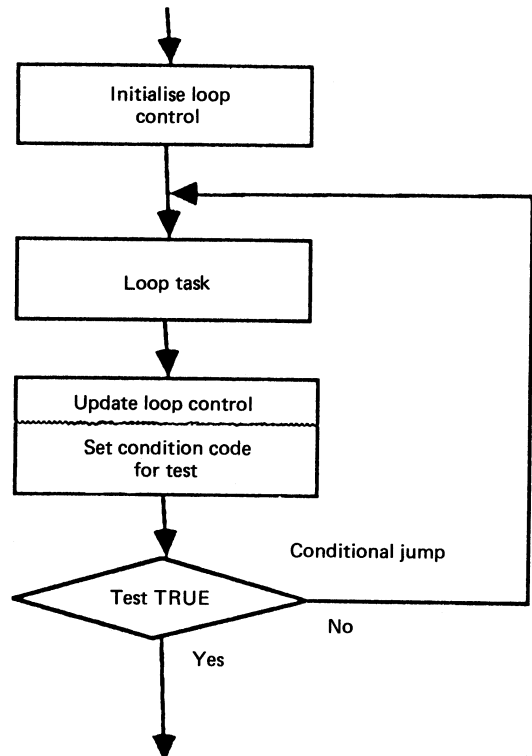 Initialise loop
control
Loop task
Update loop control
Set condition code
for test
Conditional jump
Test TRUE
No
Yes